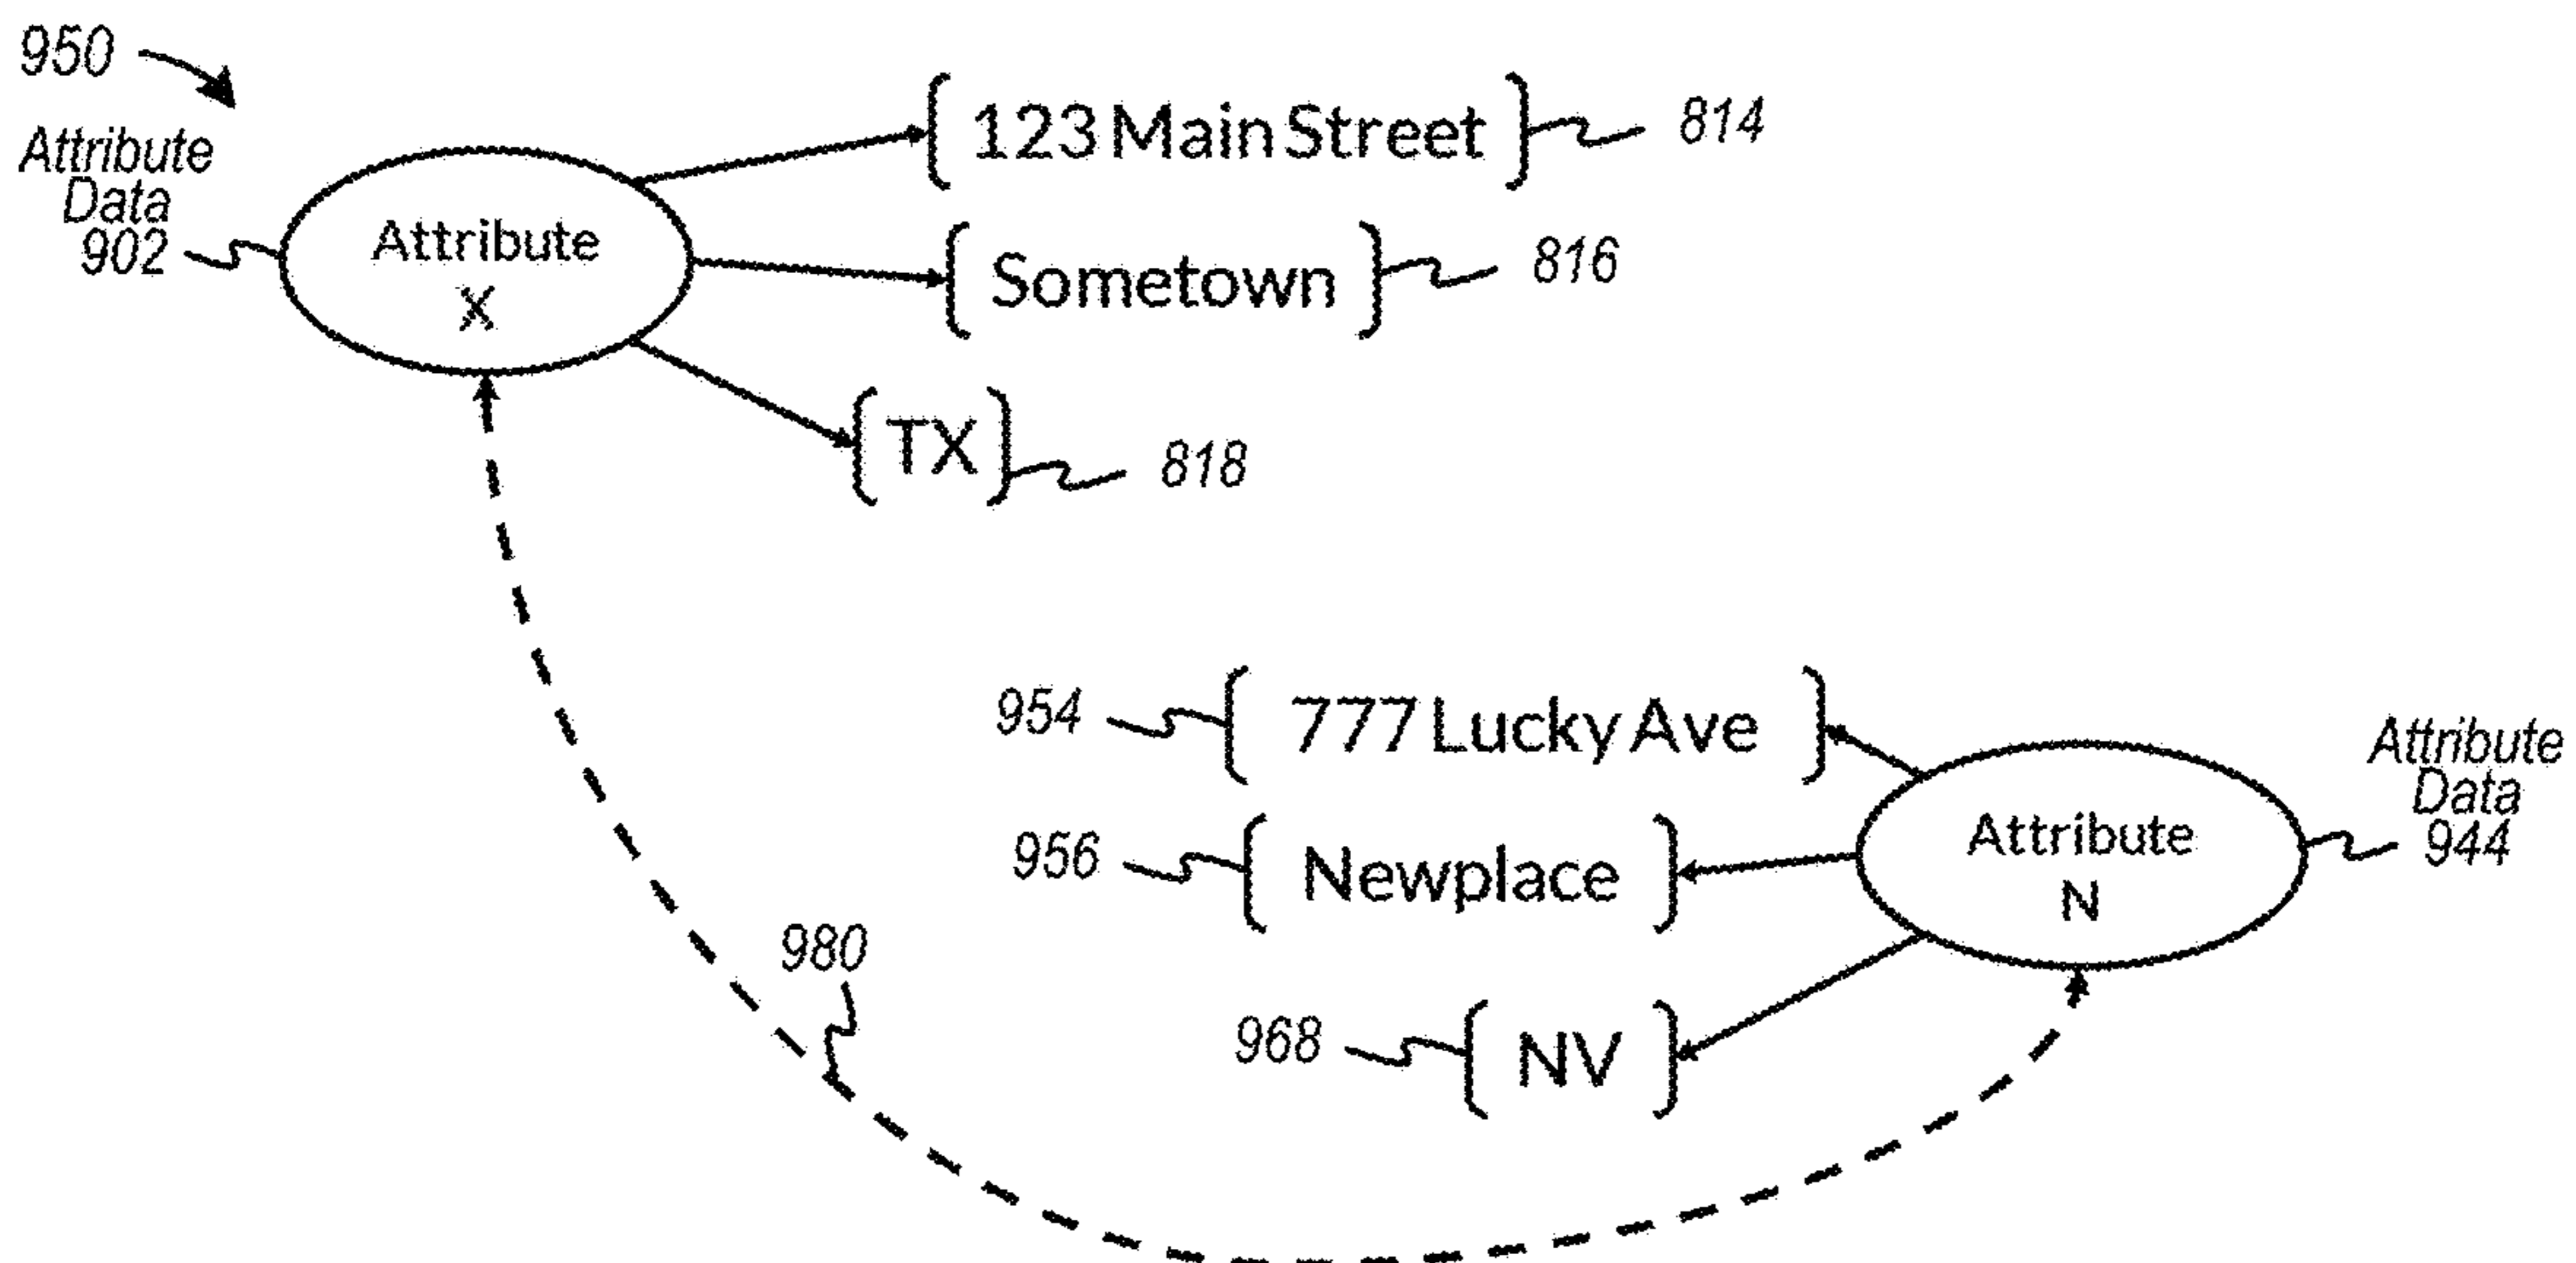 950
Attribute
Data
902
Attribute
X
123 Main Street
814
Sometown
816
TX
818
954
777 Lucky Ave
956
Newplace
968
NV
Attribute
N
Attribute
Data
944
980